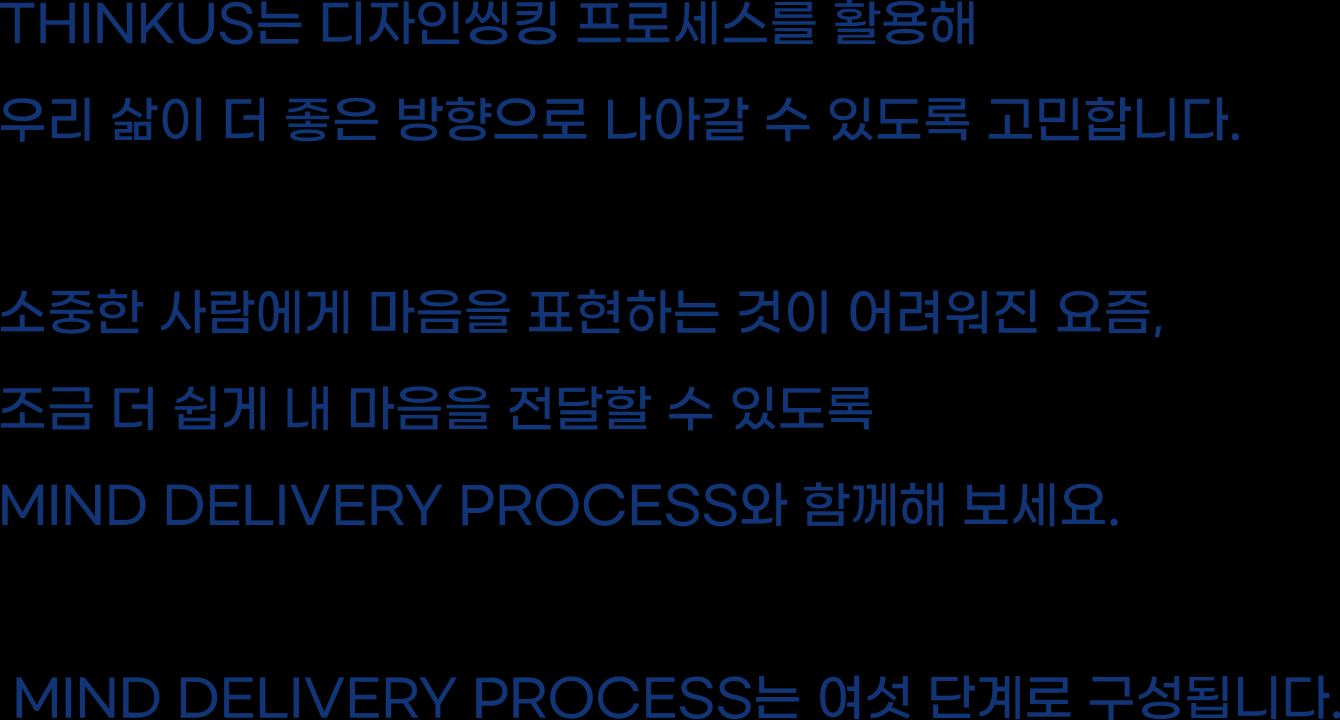 THINKUS는 디자인씽킹 프로세스를 활용해
우리 삶이 더 좋은 방향으로 나아갈 수 있도록 고민합니다.
소중한 사람에게 마음을 표현하는 것이 어려워진 요즘,
조금 더 쉽게 내 마음을 전달할 수 있도록
MIND DELIVERY PROCESS와 함께해 보세요.
MIND DELIVERY PROCESS는 여섯 단계로 구성됩니다.